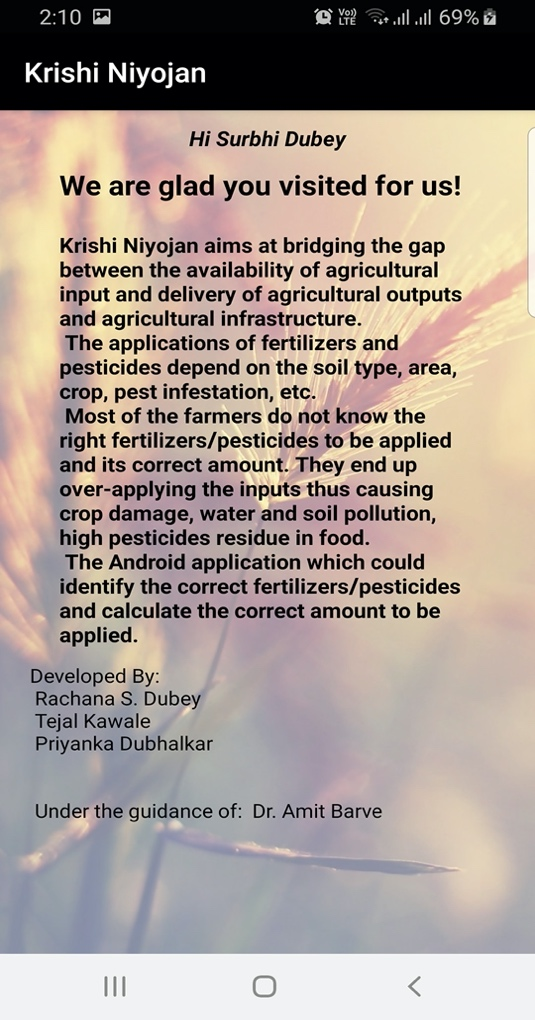 2:10 Vo)) LTE 69%
Krishi Niyojan
Hi Surbhi Dubey
We are glad you visited for us!
Krishi Niyojan aims at bridging the gap
between the availability of agricultural
input and delivery of agricultural outputs
and agricultural infrastructure.
The applications of fertilizers and
pesticides depend on the soil type, area,
crop, pest infestation, etc.
Most of the farmers do not know the
right fertilizers/pesticides to be applied
and its correct amount. They end up
over-applying the inputs thus causing
crop damage, water and soil pollution,
high pesticides residue in food.
The Android application which could
identify the correct fertilizers/pesticides
and calculate the correct amount to be
applied.
Developed By:
Rachana S. Dubey
Tejal Kawale
Priyanka Dubhalkar
Under the guidance of: Dr. Amit Barve